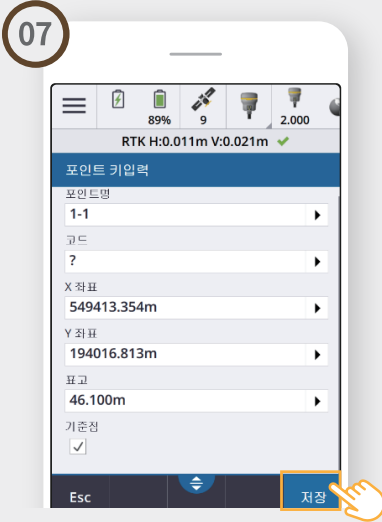 07
89%
9
2.000
RTK H:0.011m V:0.021m
포인트 키입력
포인트명
1-1
코드
?
X 좌표
549413.354m
Y 좌표
194016.813m
표고
46.100m
기준점
Esc
저장